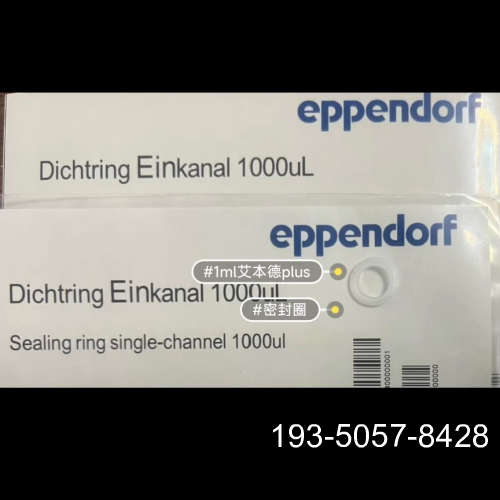 eppendorf
Dichtring Einkanal 1000uL
eppendorf
#1ml艾本德plus
Dichtring Einkanal 1000uL
#密封圈
Sealing ring single-channel 1000ul
193-5057-8428